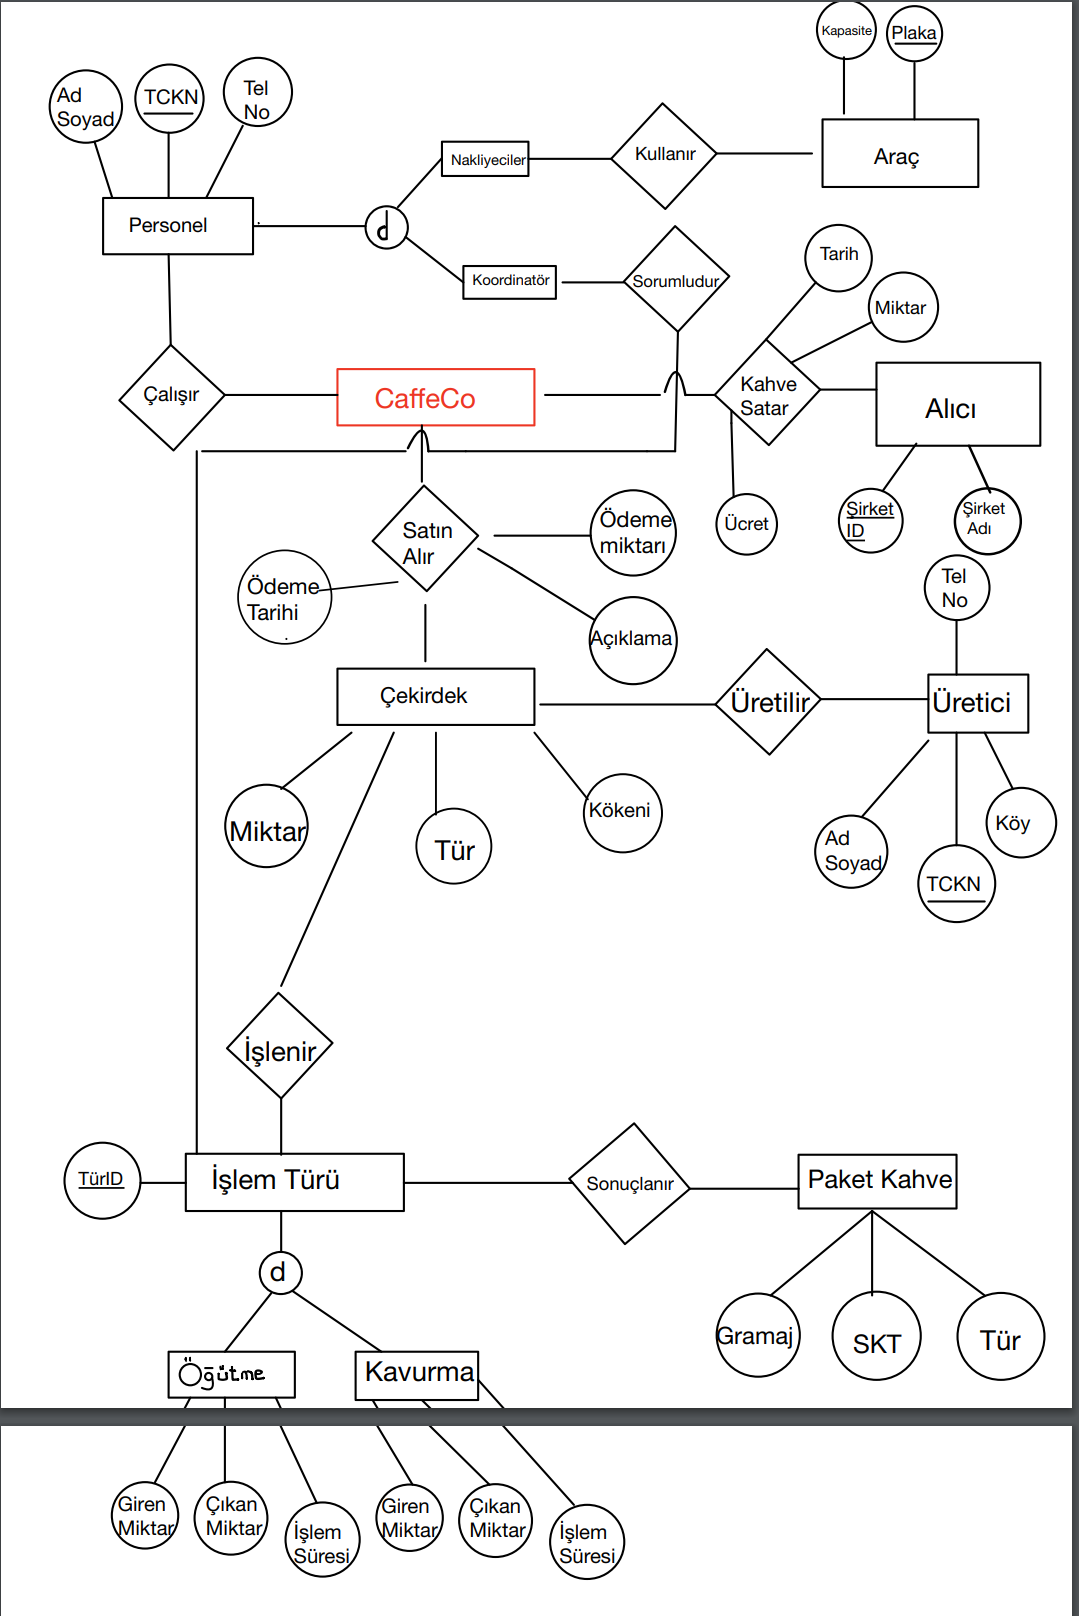 Kapasite
Plaka
Ad
Soyad
TCKN
Tel
No
Nakliyeciler
Kullanır
Araç
Personel
d
Koordinatör
Sorumludur
Tarih
Miktar
Çalışır
CaffeCo
Kahve
Satar
Alıcı
Şirket
ID
Şirket
Adı
Ücret
Satın
Alır
Ödeme
miktarı
Ödeme
Tarihi
.
Açıklama
Tel
No
Çekirdek
Üretilir
Üretici
Miktar
Tür
Kökeni
Ad
Soyad
TCKN
Köy
İşlenir
TürID
İşlem Türü
Sonuçlanır
Paket Kahve
d
Gramaj
SKT
Tür
Öğütme
Kavurma
Giren
Miktar
Çıkan
Miktar
İşlem
Süresi
Giren
Miktar
Çıkan
Miktar
İşlem
Süresi